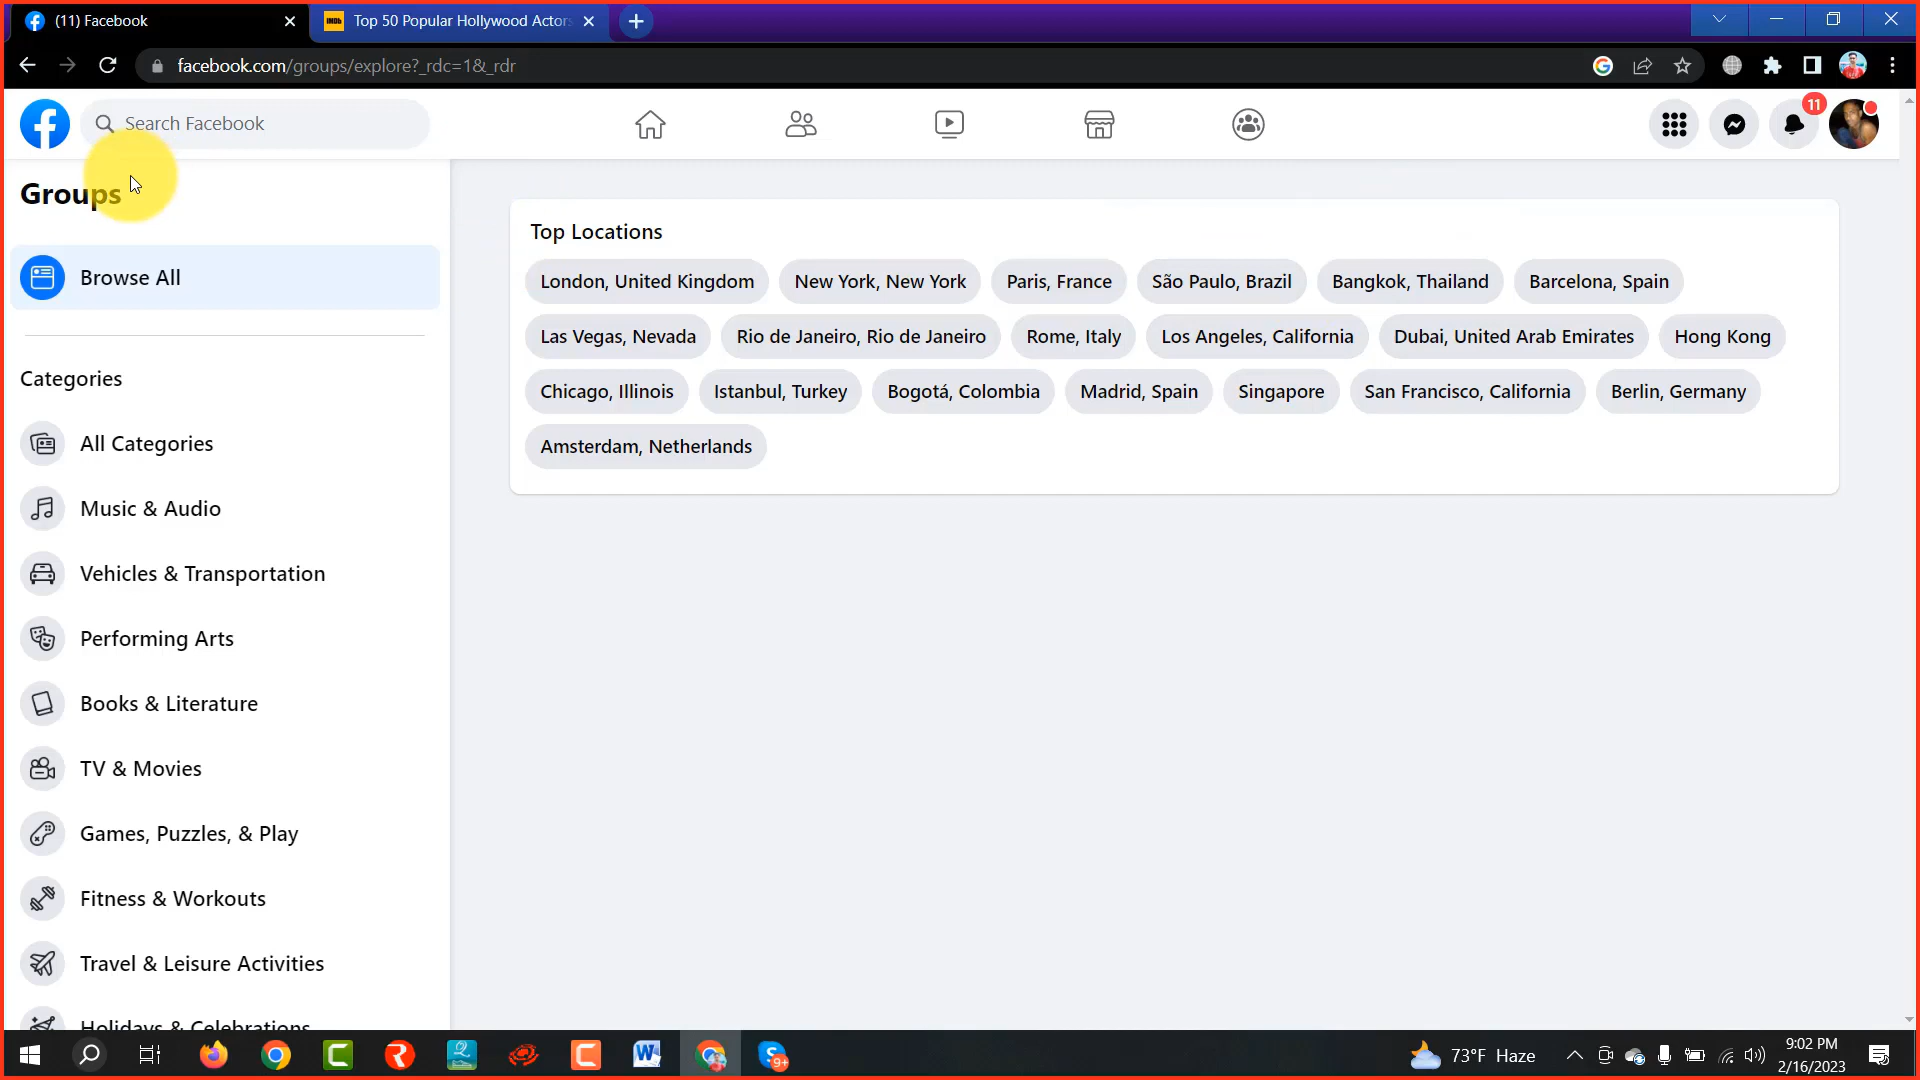 (11) Facebook
IMDb Top 50 Popular Hollywood Actors
facebook.com/groups/explore?_rdc=1&_rdr
Search Facebook
11
Groups
Browse All
Categories
All Categories
Music & Audio
Vehicles & Transportation
Performing Arts
Books & Literature
TV & Movies
Games, Puzzles, & Play
Fitness & Workouts
Travel & Leisure Activities
Holidays & Celebrations
Top Locations
London, United Kingdom
New York, New York
Paris, France
São Paulo, Brazil
Bangkok, Thailand
Barcelona, Spain
Las Vegas, Nevada
Rio de Janeiro, Rio de Janeiro
Rome, Italy
Los Angeles, California
Dubai, United Arab Emirates
Hong Kong
Chicago, Illinois
Istanbul, Turkey
Bogotá, Colombia
Madrid, Spain
Singapore
San Francisco, California
Berlin, Germany
Amsterdam, Netherlands
9+
73°F Haze
9:02 PM
2/16/2023